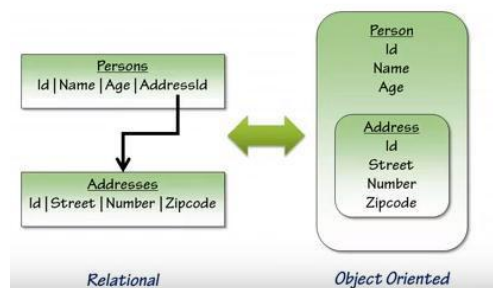 Persons
Id | Name | Age | AddressId
Addresses
Id | Street | Number | Zipcode
Relational
Person
Id
Name
Age
Address
Id
Street
Number
Zipcode
Object Oriented